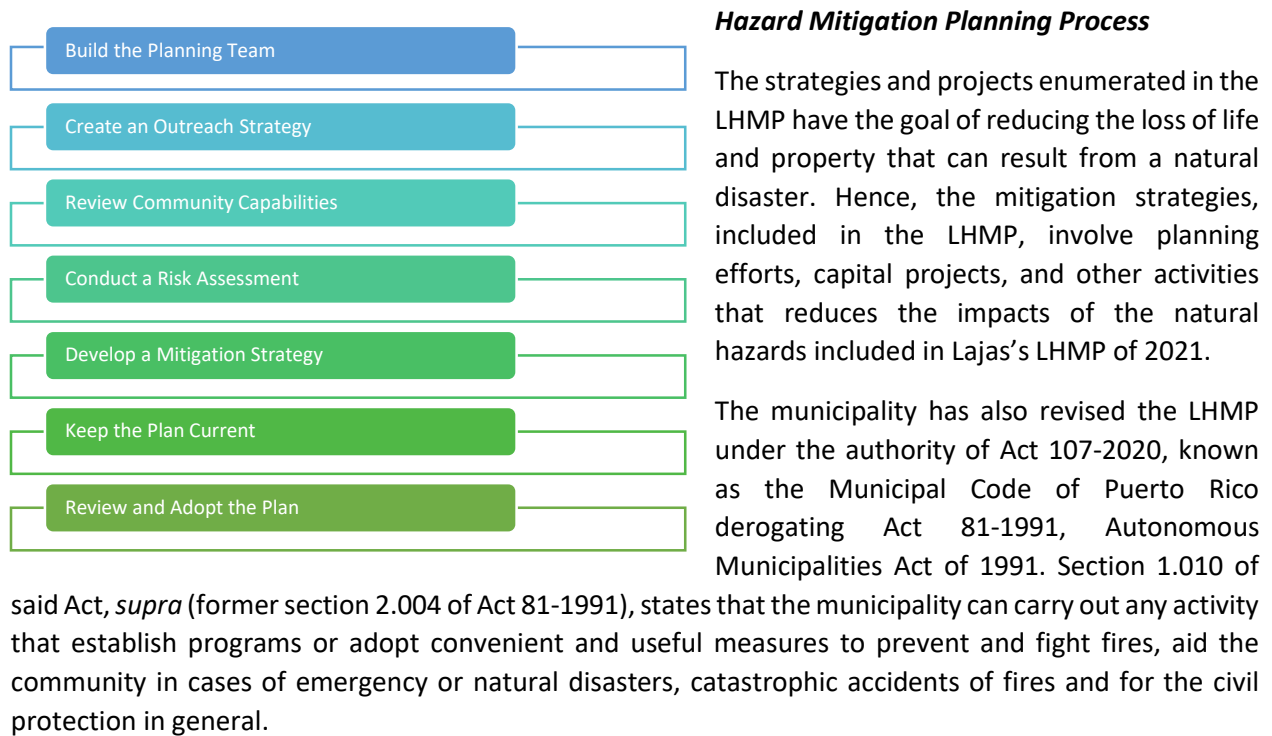 Build the Planning Team
Create an Outreach Strategy
Review Community Capabilities
Conduct a Risk Assessment
Develop a Mitigation Strategy
Keep the Plan Current
Review and Adopt the Plan
Hazard Mitigation Planning Process
The strategies and projects enumerated in the
LHMP have the goal of reducing the loss of life
and property that can result from a natural
disaster. Hence, the mitigation strategies,
included in the LHMP, involve planning
efforts, capital projects, and other activities
that reduces the impacts of the natural
hazards included in Lajas’s LHMP of 2021.
The municipality has also revised the LHMP
under the authority of Act 107-2020, known
as the Municipal Code of Puerto Rico
derogating Act 81-1991, Autonomous
Municipalities Act of 1991. Section 1.010 of
said Act, supra (former section 2.004 of Act 81-1991), states that the municipality can carry out any activity
that establish programs or adopt convenient and useful measures to prevent and fight fires, aid the
community in cases of emergency or natural disasters, catastrophic accidents of fires and for the civil
protection in general.